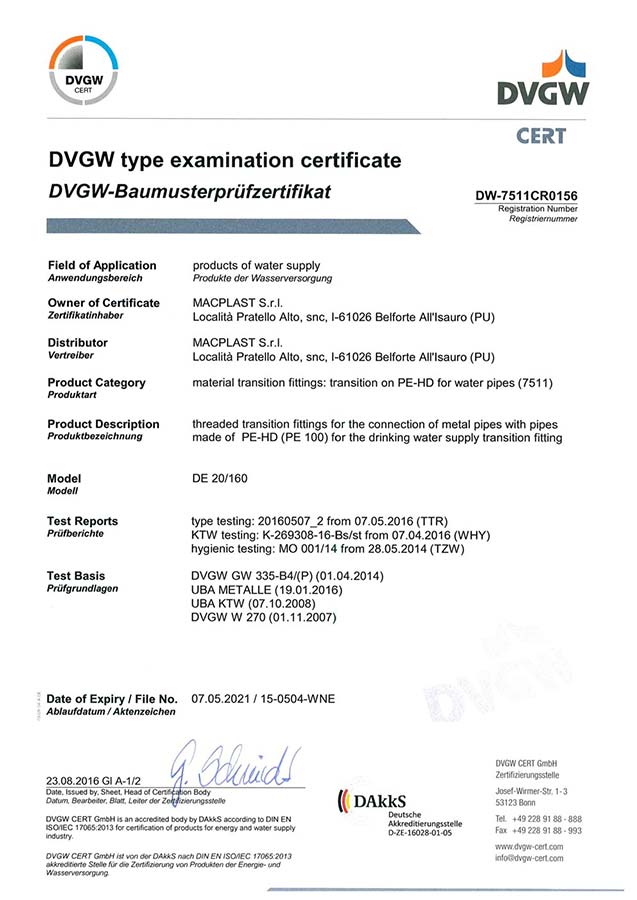 DVGW
CERT
DVGW
CERT
DVGW type examination certificate
DVGW-Baumusterprüfzertifikat
DW-7511CR0156
Registration Number
Registriernummer
Field of Application products of water supply
Anwendungsbereich Produkte der Wasserversorgung
Owner of Certificate MACPLAST S.r.l.
Zertifikatinhaber Località Pratello Alto, snc, I-61026 Belforte All'Isauro (PU)
Distributor MACPLAST S.r.l.
Vertreiber Località Pratello Alto, snc, I-61026 Belforte All'Isauro (PU)
Product Category material transition fittings: transition on PE-HD for water pipes (7511)
Produktart
Product Description threaded transition fittings for the connection of metal pipes with pipes
Produktbezeichnung made of PE-HD (PE 100) for the drinking water supply transition fitting
Model DE 20/160
Modell
Test Reports type testing: 20160507_2 from 07.05.2016 (TTR)
Prüfberichte KTW testing: K-269308-16-Bs/st from 07.04.2016 (WHY)
hygienic testing: MO 001/14 from 28.05.2014 (TZW)
Test Basis DVGW GW 335-B4/(P) (01.04.2014)
Prüfgrundlagen UBA METALLE (19.01.2016)
UBA KTW (07.10.2008)
DVGW W 270 (01.11.2007)
DVGW
Date of Expiry / File No. 07.05.2021 / 15-0504-WNE
Ablaufdatum / Aktenzeichen
G. Schmidt
23.08.2016 GI A-1/2
Date, Issued by, Sheet, Head of Certification Body
Datum, Bearbeiter, Blatt, Leiter der Zertifizierungsstelle
DVGW CERT GmbH is an accredited body by DAkkS according to DIN EN
ISO/IEC 17065:2013 for certification of products for energy and water supply
industry.
DVGW CERT GmbH ist von der DAkkS nach DIN EN ISO/IEC 17065:2013
akkreditierte Stelle für die Zertifizierung von Produkten der Energie- und
Wasserversorgung.
DAkkS
Deutsche
Akkreditierungsstelle
D-ZE-16028-01-05
DVGW CERT GmbH
Zertifizierungsstelle
Josef-Wirmer-Str. 1-3
53123 Bonn
Tel. +49 228 91 88 - 888
Fax +49 228 91 88 - 993
www.dvgw-cert.com
info@dvgw-cert.com